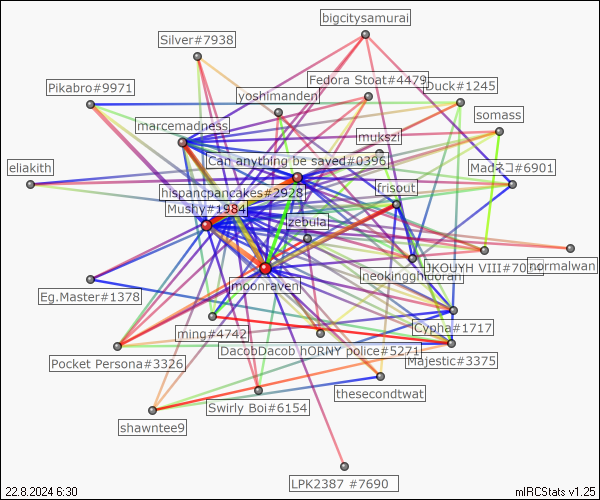 bigcitysamurai
Silver#7938
Fedora Stoat#4479
Pikabro#9971
Duck#1245
yoshimanden
somass
marcemadness
mukszi
Can anything be saved#0396
eliakith
Madネコ#6901
hispancpancakes#2928
frisout
Mushy#1984
zebula
normalwan
neokingghidoran
JKOUYH VIII#70
moonraven
Eg.Master#1378
ming#4742
Cypha#1717
DacobDacob hORNY police#5271
Majestic#3375
Pocket Persona#3326
thesecondtwat
Swirly Boi#6154
shawntee9
LPK2387 #7690
22.8.2024 6:30
mIRCStats v1.25